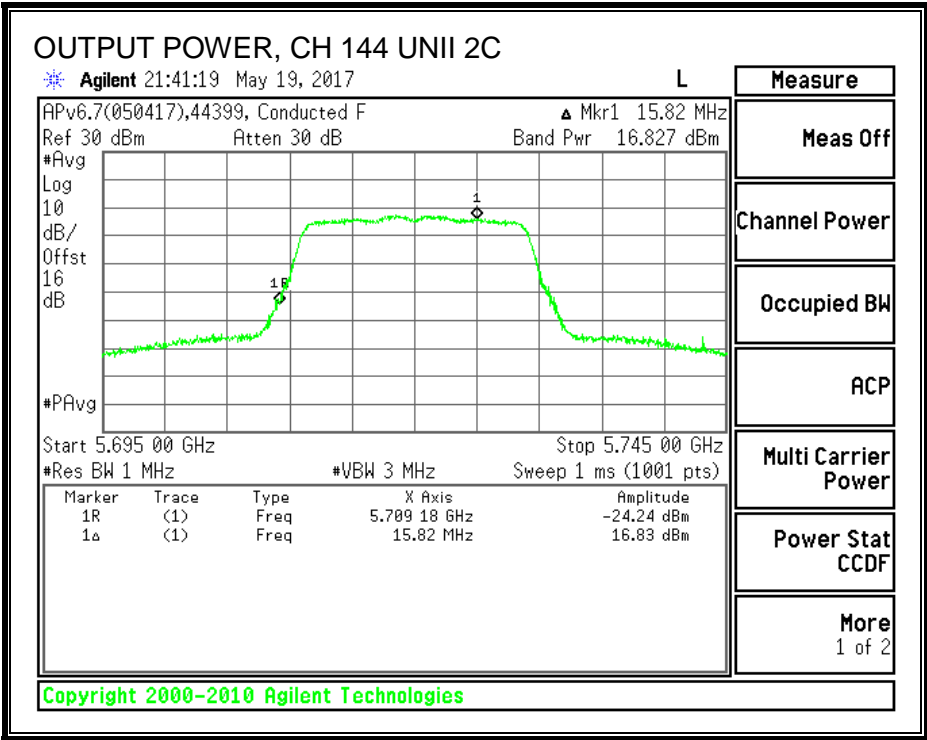 OUTPUT POWER, CH 144 UNII 2C
Agilent 21:41:19 May 19, 2017 L
Measure
APv6.7(050417),44399, Conducted F ▵ Mkr1 15.82 MHz
Ref 30 dBm Atten 30 dB Band Pwr 16.827 dBm
Meas Off
#Avg
Log
10
dB/
Offst
16
dB
1
1R
#PAvg
Channel Power
Occupied BW
ACP
Start 5.695 00 GHz Stop 5.745 00 GHz
#Res BW 1 MHz #VBW 3 MHz Sweep 1 ms (1001 pts)
Multi Carrier
Power
Marker Trace Type X Axis Amplitude
1R (1) Freq 5.709 18 GHz -24.24 dBm
1▵ (1) Freq 15.82 MHz 16.83 dBm
Power Stat
CCDF
More
1 of 2
Copyright 2000-2010 Agilent Technologies